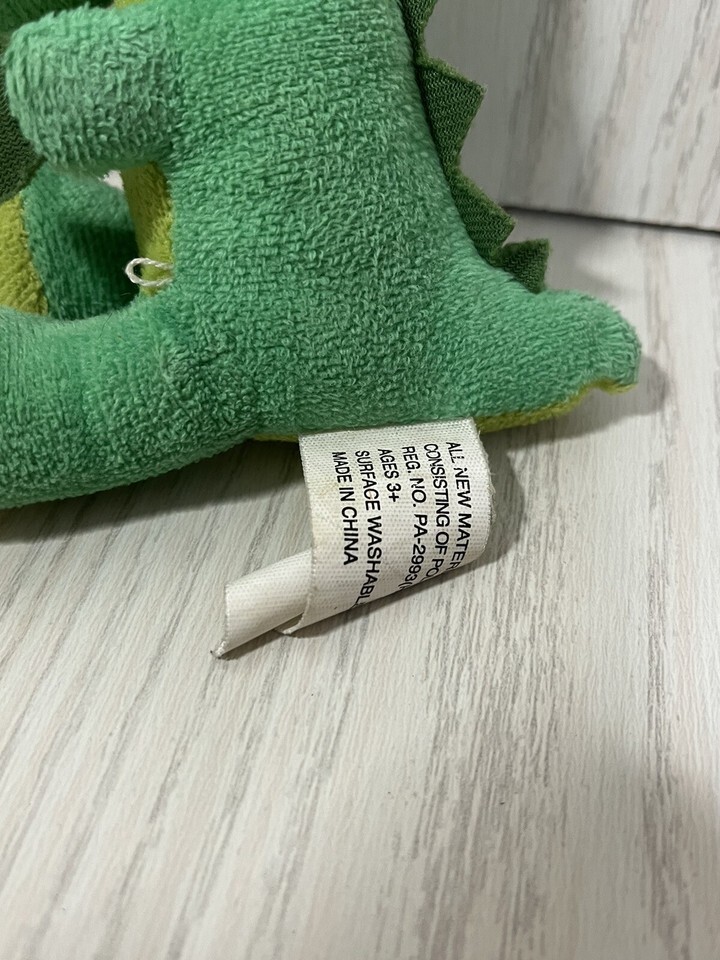 ALL NEW MATER
CONSISTING OF PO
REG. NO. PA-2993(
AGES 3+
SURFACE WASHABL
MADE IN CHINA